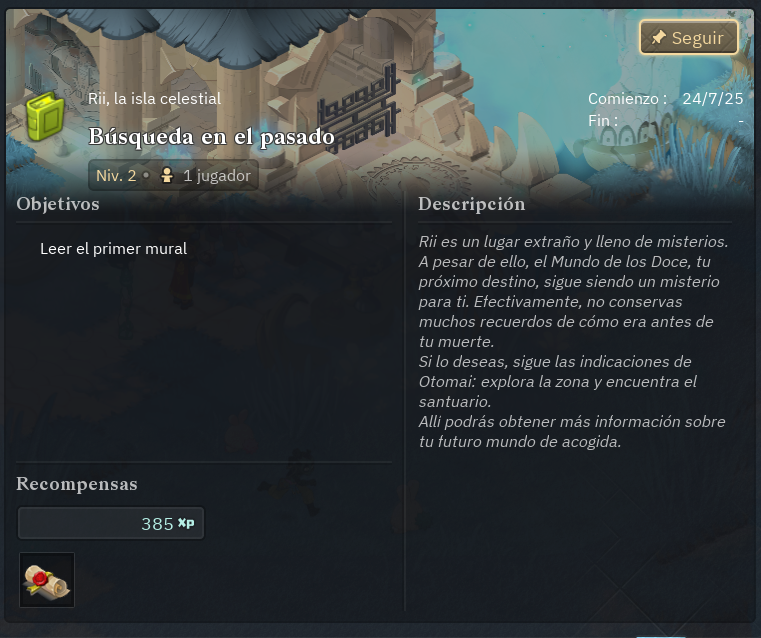 Seguir
Rii, la isla celestial
Comienzo : 24/7/25
Fin : -
Búsqueda en el pasado
Niv. 2 • 1 jugador
Objetivos
Leer el primer mural
Descripción
Rii es un lugar extraño y lleno de misterios.
A pesar de ello, el Mundo de los Doce, tu
próximo destino, sigue siendo un misterio
para ti. Efectivamente, no conservas
muchos recuerdos de cómo era antes de
tu muerte.
Si lo deseas, sigue las indicaciones de
Otomai: explora la zona y encuentra el
santuario.
Allí podrás obtener más información sobre
tu futuro mundo de acogida.
Recompensas
385 XP